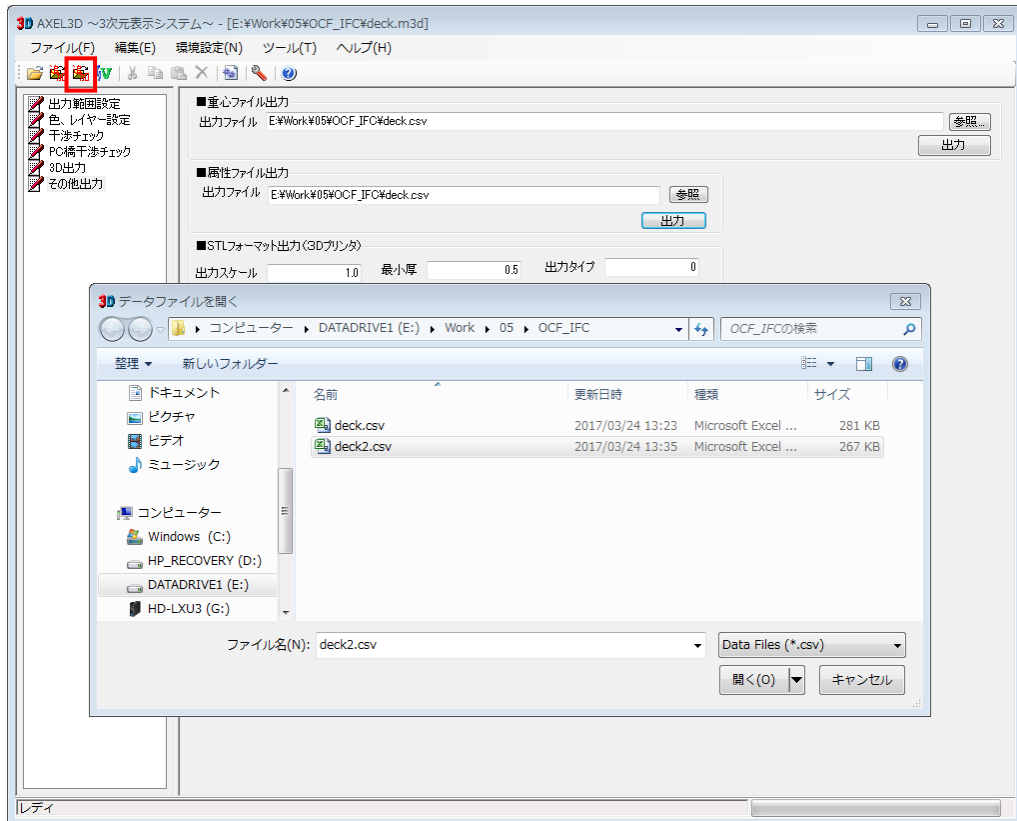 3D AXEL3D ～3次元表示システム～ - [E:¥Work¥05¥OCF_IFC¥deck.m3d]
ファイル(F) 編集(E) 環境設定(N) ツール(T) ヘルプ(H)
出力範囲設定
色、レイヤー設定
干渉チェック
PC橋干渉チェック
3D出力
その他出力
■重心ファイル出力
出力ファイル E:¥Work¥05¥OCF_IFC¥deck.csv 参照...
出力
■属性ファイル出力
出力ファイル E:¥Work¥05¥OCF_IFC¥deck.csv 参照
出力
■STLフォーマット出力(3Dプリンタ)
出力スケール 1.0 最小厚 0.5 出力タイプ 0
3D データファイルを開く
コンピューター DATADRIVE1 (E:) Work 05 OCF_IFC OCF_IFCの検索
整理 新しいフォルダー
ドキュメント
ピクチャ
ビデオ
ミュージック
コンピューター
Windows (C:)
HP_RECOVERY (D:)
DATADRIVE1 (E:)
HD-LXU3 (G:)
名前 更新日時 種類 サイズ
deck.csv 2017/03/24 13:23 Microsoft Excel ... 281 KB
deck2.csv 2017/03/24 13:35 Microsoft Excel ... 267 KB
ファイル名(N): deck2.csv Data Files (*.csv)
開く(O) キャンセル
レディ